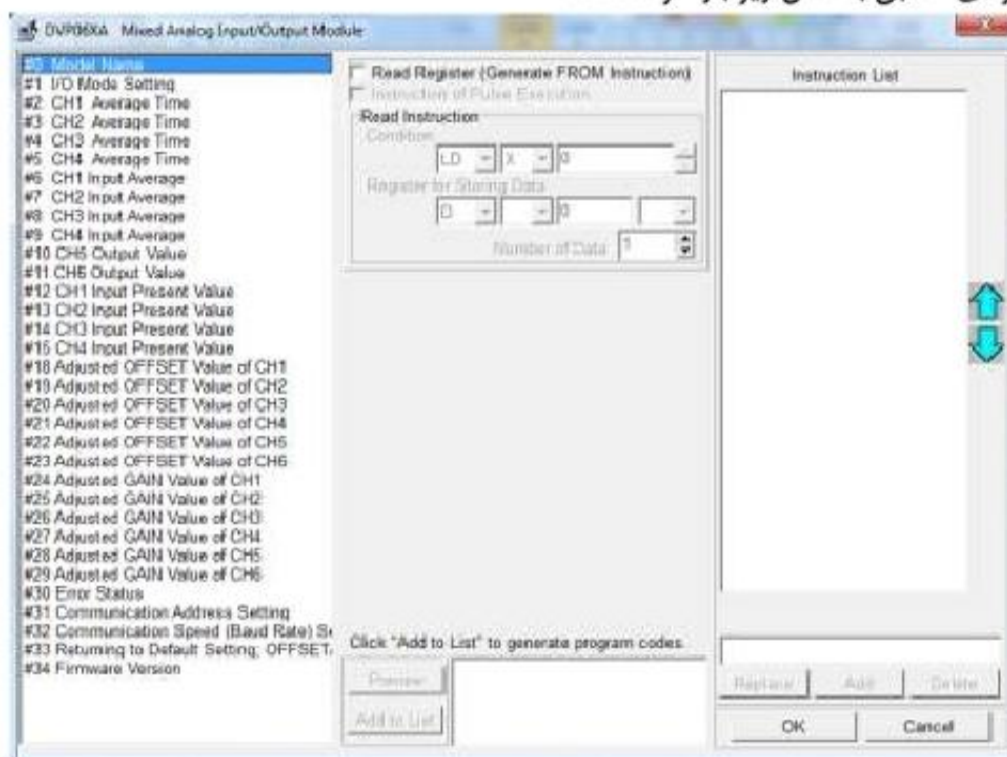 DVP06XA Mixed Analog Input/Output Module
#0 Model Name
#1 I/O Mode Setting
#2 CH1 Average Time
#3 CH2 Average Time
#4 CH3 Average Time
#5 CH4 Average Time
#6 CH1 Input Average
#7 CH2 Input Average
#8 CH3 Input Average
#9 CH4 Input Average
#10 CH5 Output Value
#11 CH6 Output Value
#12 CH1 Input Present Value
#13 CH2 Input Present Value
#14 CH3 Input Present Value
#15 CH4 Input Present Value
#18 Adjusted OFFSET Value of CH1
#19 Adjusted OFFSET Value of CH2
#20 Adjusted OFFSET Value of CH3
#21 Adjusted OFFSET Value of CH4
#22 Adjusted OFFSET Value of CH5
#23 Adjusted OFFSET Value of CH6
#24 Adjusted GAIN Value of CH1
#25 Adjusted GAIN Value of CH2
#26 Adjusted GAIN Value of CH3
#27 Adjusted GAIN Value of CH4
#28 Adjusted GAIN Value of CH5
#29 Adjusted GAIN Value of CH6
#30 Error Status
#31 Communication Address Setting
#32 Communication Speed (Baud Rate) Se
#33 Returning to Default Setting; OFFSET
#34 Firmware Version
Read Register (Generate FROM Instruction)
Instruction of Pulse Execution
Read Instruction
Condition
LD X 0
Register for Storing Data
D 0
Number of Data 1
Click "Add to List" to generate program codes.
Preview
Add to List
Instruction List
Replace Add Delete
OK Cancel